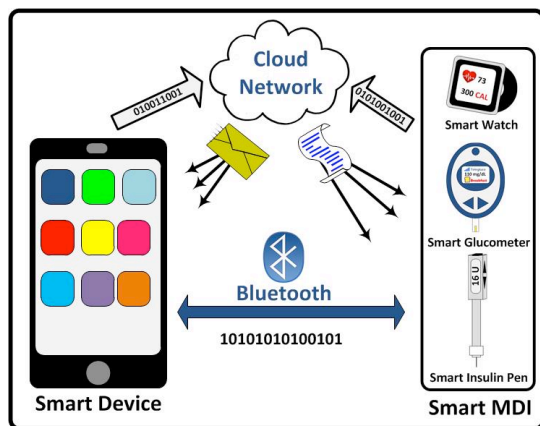 Cloud
Network
010011001
0101001001
73
300 CAL
Smart Watch
110 mg/dL
Smart Glucometer
Bluetooth
10101010100101
16 U
Smart Insulin Pen
Smart Device
Smart MDI